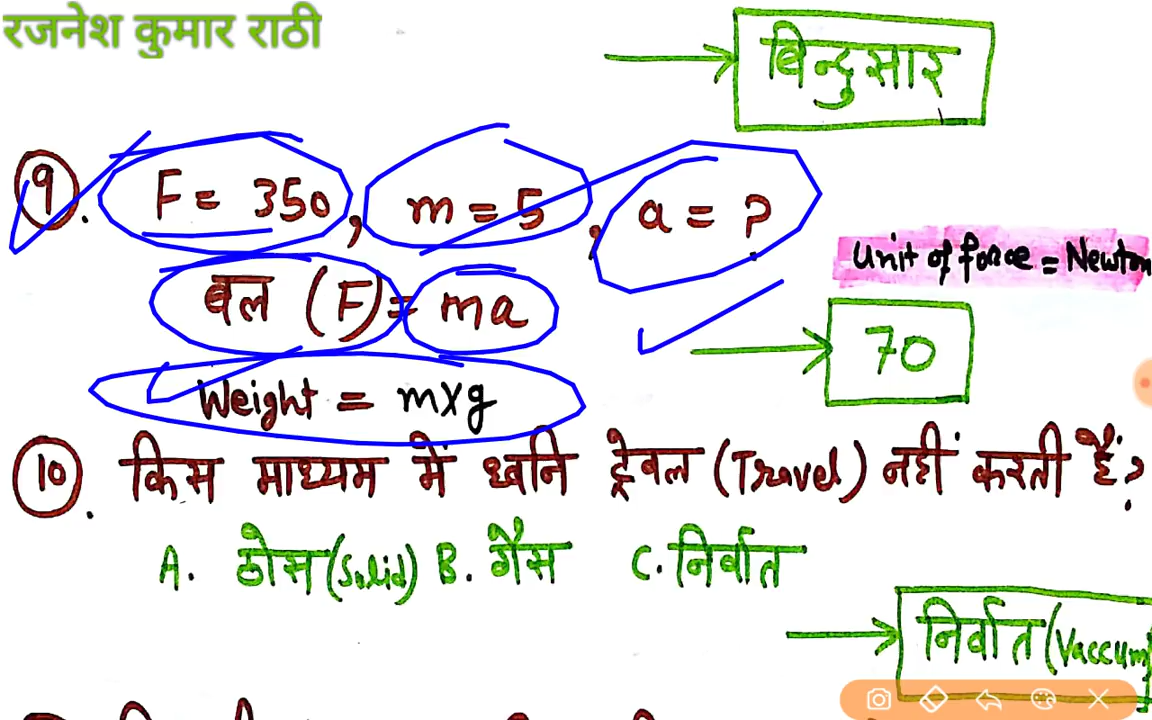 रजनेश कुमार राठी
बिन्दुसार
9. F = 350, m = 5, a = ?
Unit of force = Newton
बल (F) = ma
70
Weight = mxg
10. किस माध्यम में ध्वनि ट्रेवल (Travel) नहीं करती हैं?
A. ठोस (Solid) B. गैस C. निर्वात
निर्वात (Vaccum)